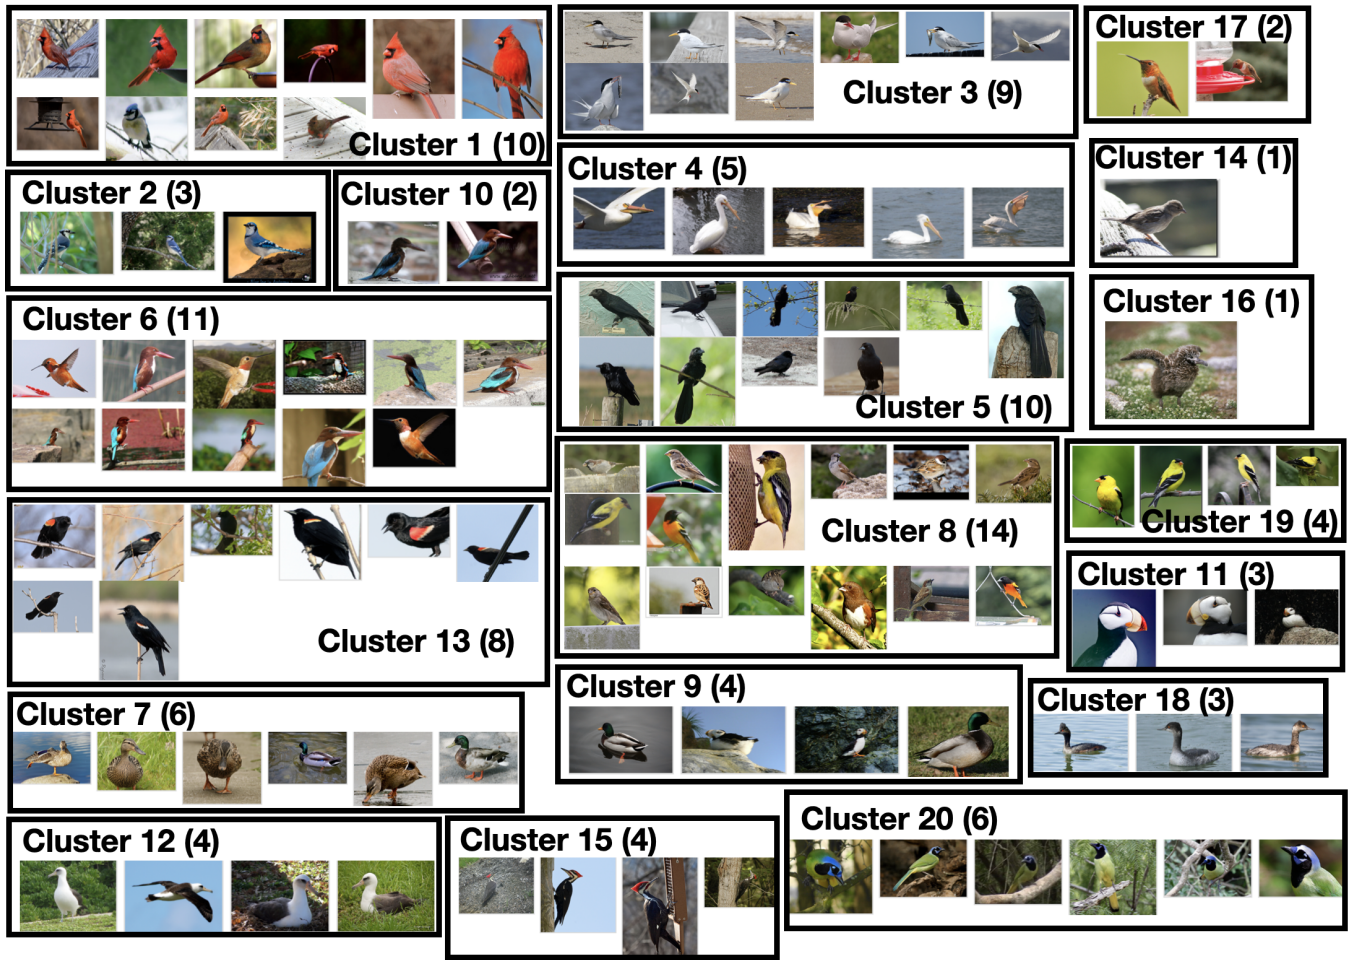 Cluster 1 (10)
Cluster 3 (9)
Cluster 17 (2)
Cluster 2 (3)
Cluster 10 (2)
Cluster 4 (5)
Cluster 14 (1)
Cluster 6 (11)
Cluster 5 (10)
Cluster 16 (1)
Cluster 13 (8)
Cluster 8 (14)
Cluster 19 (4)
Cluster 11 (3)
Cluster 7 (6)
Cluster 9 (4)
Cluster 18 (3)
Cluster 12 (4)
Cluster 15 (4)
Cluster 20 (6)